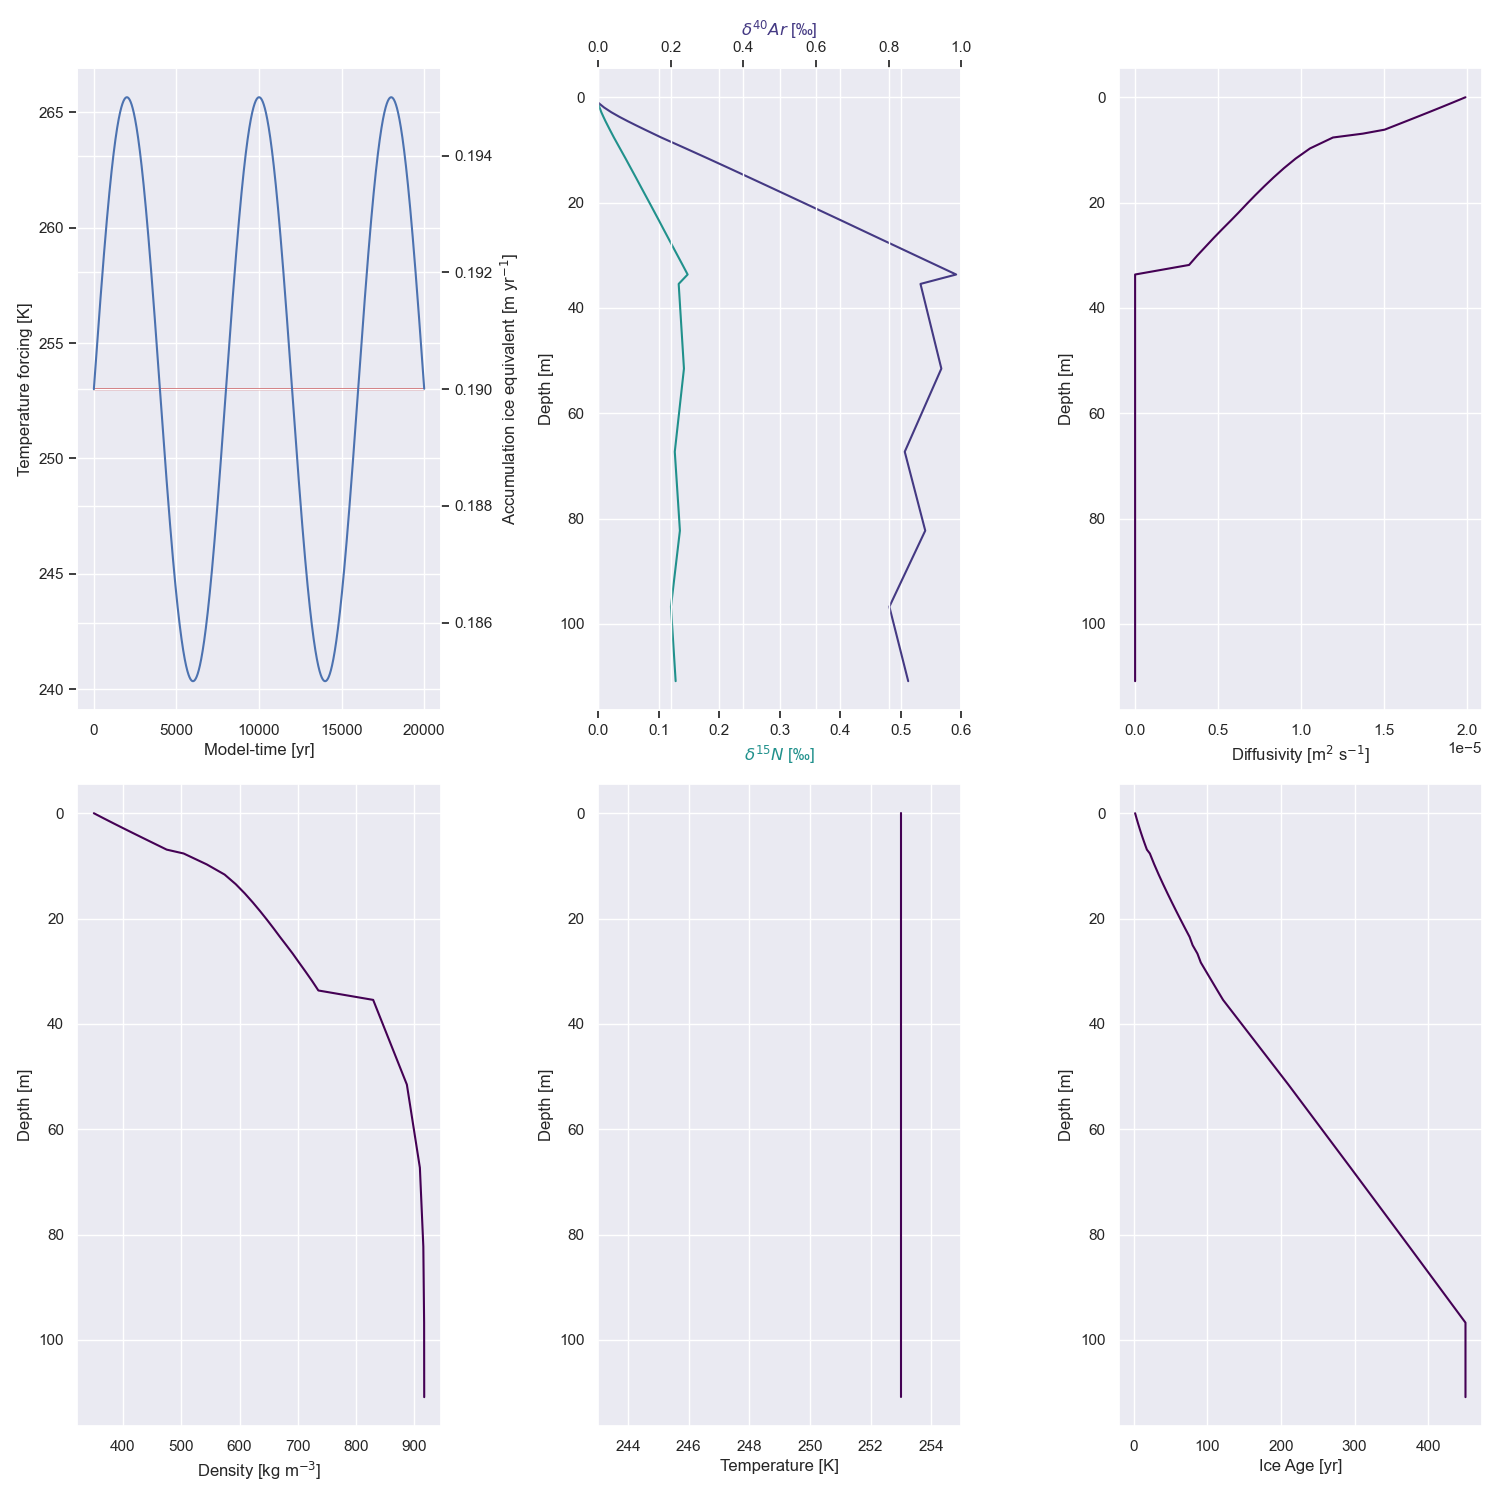 265
260
255
250
245
240
Temperature forcing [K]
0 5000 10000 15000 20000
Model-time [yr]
0.194
0.192
0.190
0.188
0.186
Accumulation ice equivalent [m yr⁻¹]
δ⁴⁰Ar [‰]
0.0 0.2 0.4 0.6 0.8 1.0
0
20
40
60
80
100
Depth [m]
0.0 0.1 0.2 0.3 0.4 0.5 0.6
δ¹⁵N [‰]
0
20
40
60
80
100
Depth [m]
0.0 0.5 1.0 1.5 2.0
1e−5
Diffusivity [m² s⁻¹]
0
20
40
60
80
100
Depth [m]
400 500 600 700 800 900
Density [kg m⁻³]
0
20
40
60
80
100
Depth [m]
244 246 248 250 252 254
Temperature [K]
0
20
40
60
80
100
Depth [m]
0 100 200 300 400
Ice Age [yr]